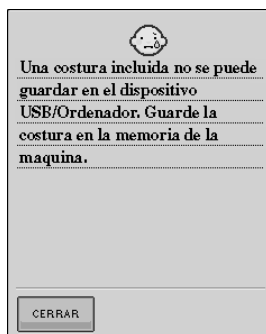 Una costura incluida no se puede
guardar en el dispositivo
USB/Ordenador. Guarde la
costura en la memoria de la
maquina.
CERRAR